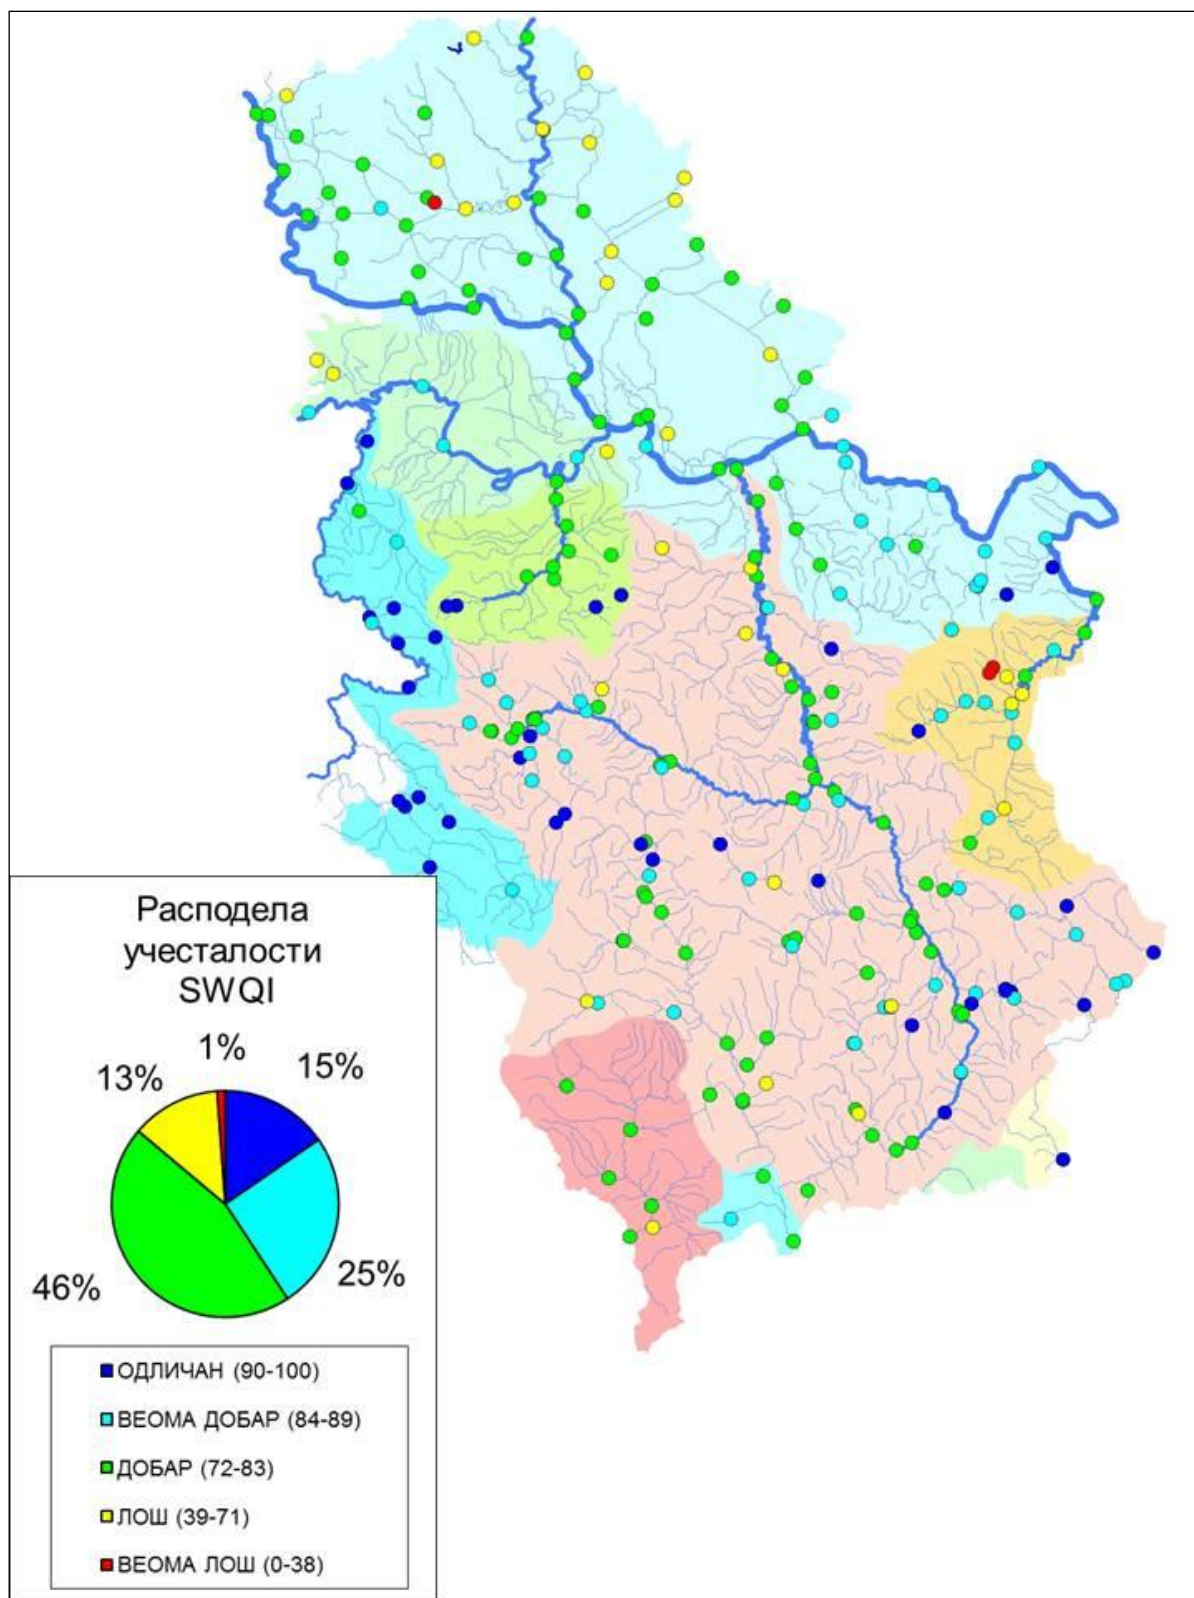 Расподела
учесталости
SWQI
1%
15%
13%
46%
25%
ОДЛИЧАН (90-100)
ВЕОМА ДОБАР (84-89)
ДОБАР (72-83)
ЛОШ (39-71)
ВЕОМА ЛОШ (0-38)